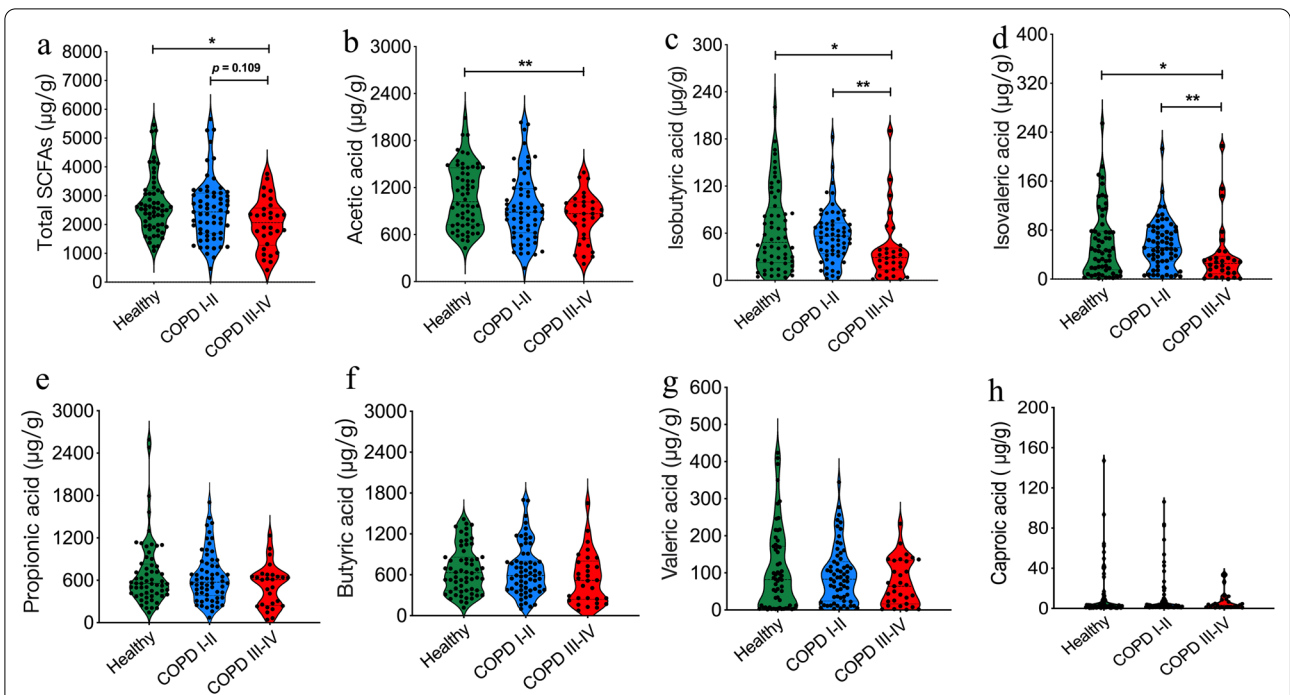 a
Total SCFAs (µg/g)
8000
7000
6000
5000
4000
3000
2000
1000
0
*
p = 0.109
Healthy
COPD I-II
COPD III-IV
b
Acetic acid (µg/g)
3000
2400
1800
1200
600
0
**
Healthy
COPD I-II
COPD III-IV
c
Isobutyric acid (µg/g)
300
240
180
120
60
0
*
**
Healthy
COPD I-II
COPD III-IV
d
Isovaleric acid (µg/g)
400
320
240
160
80
0
*
**
Healthy
COPD I-II
COPD III-IV
e
Propionic acid (µg/g)
3000
2400
1800
1200
600
0
Healthy
COPD I-II
COPD III-IV
f
Butyric acid (µg/g)
3000
2400
1800
1200
600
0
Healthy
COPD I-II
COPD III-IV
g
Valeric acid (µg/g)
600
500
400
300
200
100
0
Healthy
COPD I-II
COPD III-IV
h
Caproic acid ( µg/g)
200
160
120
80
40
0
Healthy
COPD I-II
COPD III-IV